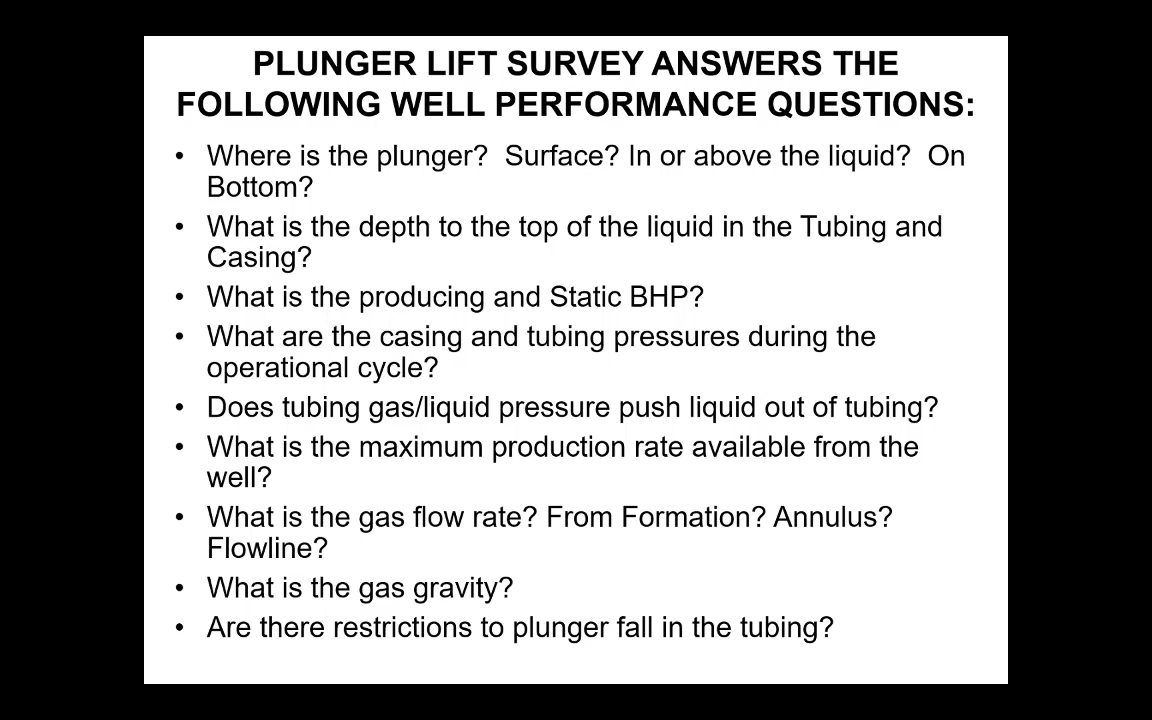 PLUNGER LIFT SURVEY ANSWERS THE
FOLLOWING WELL PERFORMANCE QUESTIONS:
• Where is the plunger?  Surface? In or above the liquid?  On
Bottom?
• What is the depth to the top of the liquid in the Tubing and
Casing?
• What is the producing and Static BHP?
• What are the casing and tubing pressures during the
operational cycle?
• Does tubing gas/liquid pressure push liquid out of tubing?
• What is the maximum production rate available from the
well?
• What is the gas flow rate? From Formation? Annulus?
Flowline?
• What is the gas gravity?
• Are there restrictions to plunger fall in the tubing?